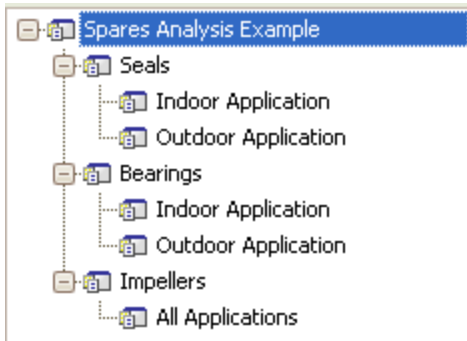 Spares Analysis Example
Seals
Indoor Application
Outdoor Application
Bearings
Indoor Application
Outdoor Application
Impellers
All Applications